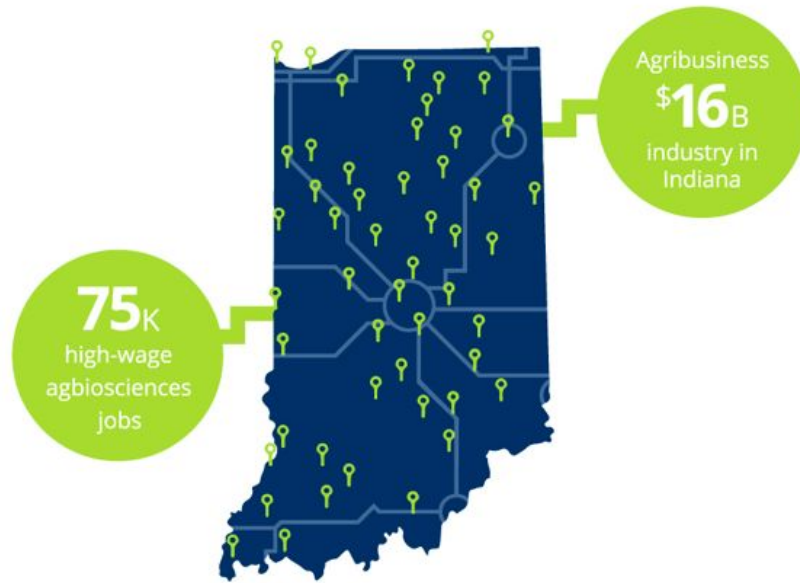 Agribusiness
$16B
industry in
Indiana
75K
high-wage
agbiosciences
jobs